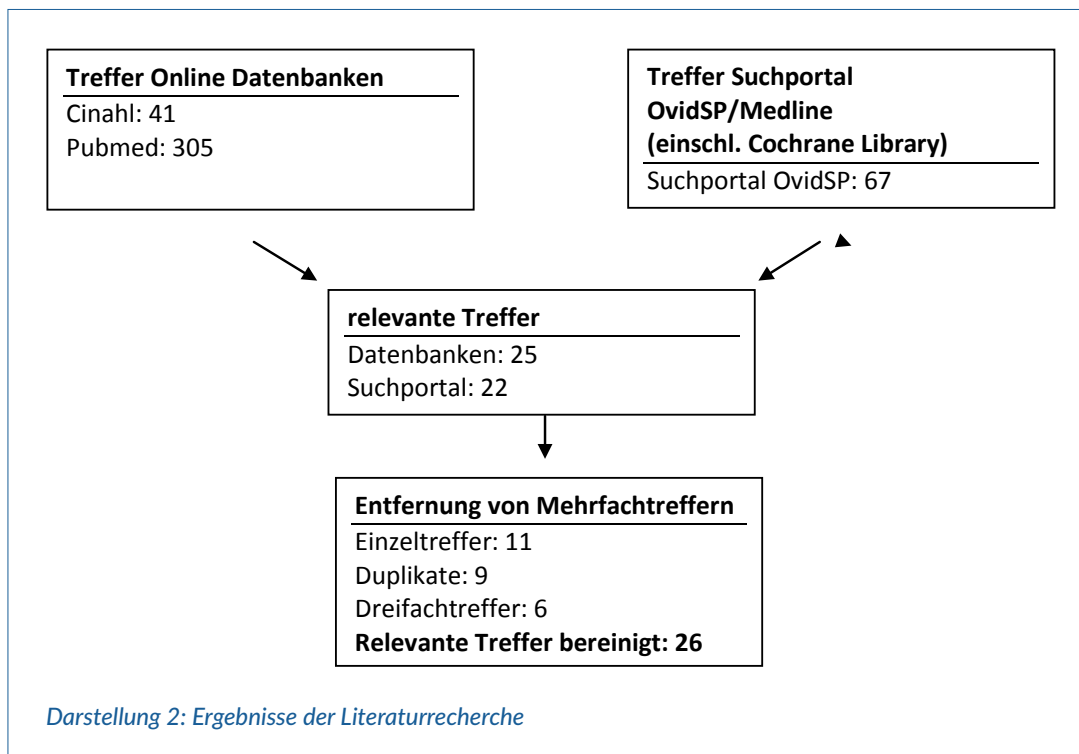 Treffer Online Datenbanken
Cinahl: 41
Pubmed: 305
Treffer Suchportal
OvidSP/Medline
(einschl. Cochrane Library)
Suchportal OvidSP: 67
relevante Treffer
Datenbanken: 25
Suchportal: 22
Entfernung von Mehrfachtreffern
Einzeltreffer: 11
Duplikate: 9
Dreifachtreffer: 6
Relevante Treffer bereinigt: 26
Darstellung 2: Ergebnisse der Literaturrecherche